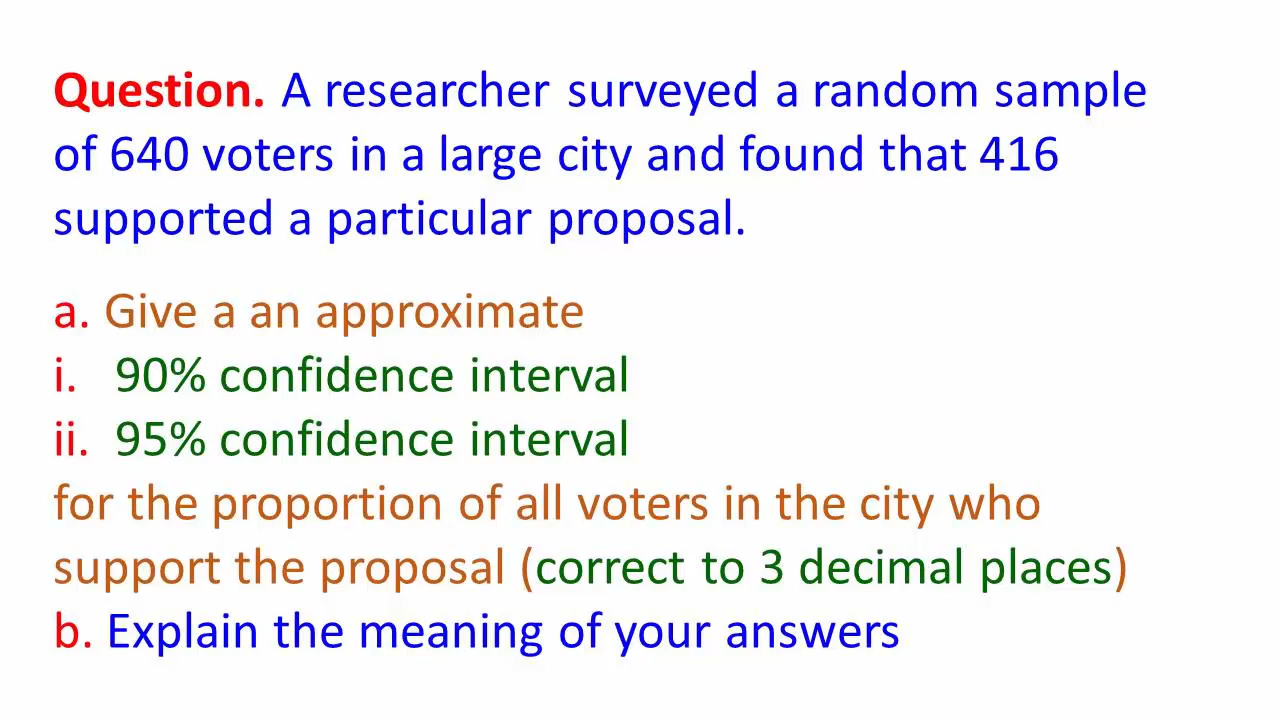 Question. A researcher surveyed a random sample
of 640 voters in a large city and found that 416
supported a particular proposal.
a. Give a an approximate
i. 90% confidence interval
ii. 95% confidence interval
for the proportion of all voters in the city who
support the proposal (correct to 3 decimal places)
b. Explain the meaning of your answers